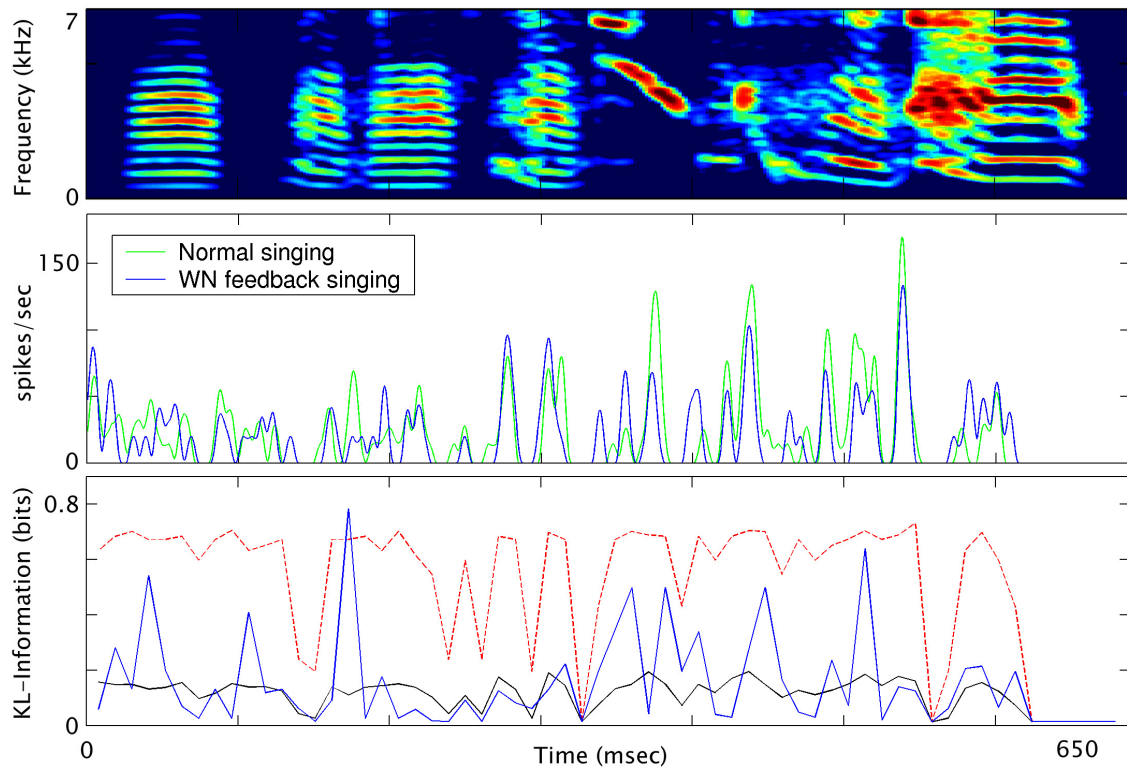 7
Frequency (kHz)
0
150
spikes/sec
0
Normal singing
WN feedback singing
0.8
KL-Information (bits)
0
0
Time (msec)
650